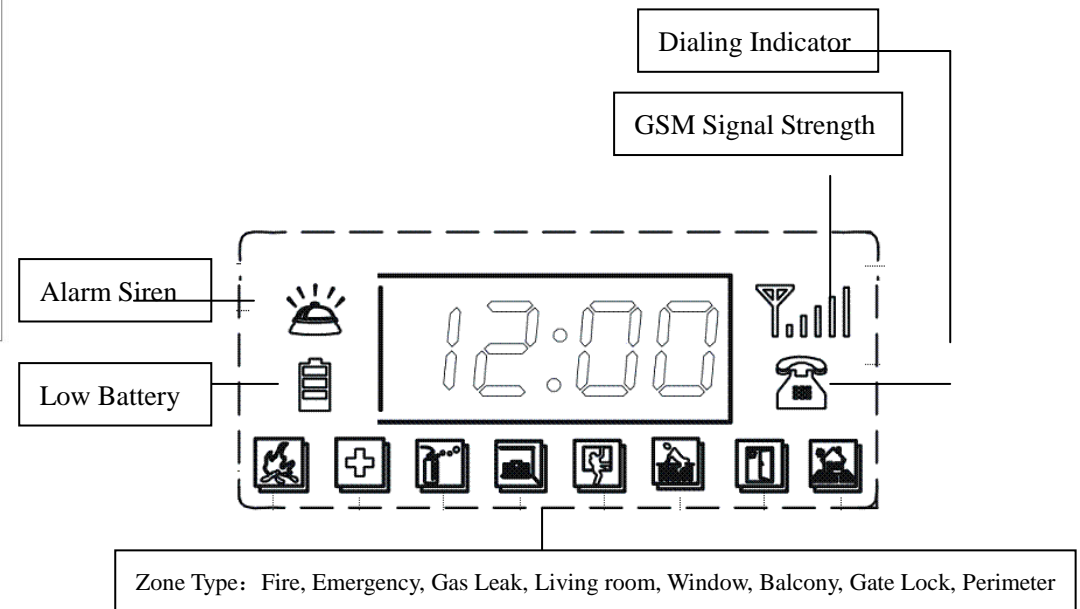 Dialing Indicator
GSM Signal Strength
Alarm Siren
12:00
Low Battery
Zone Type：Fire, Emergency, Gas Leak, Living room, Window, Balcony, Gate Lock, Perimeter